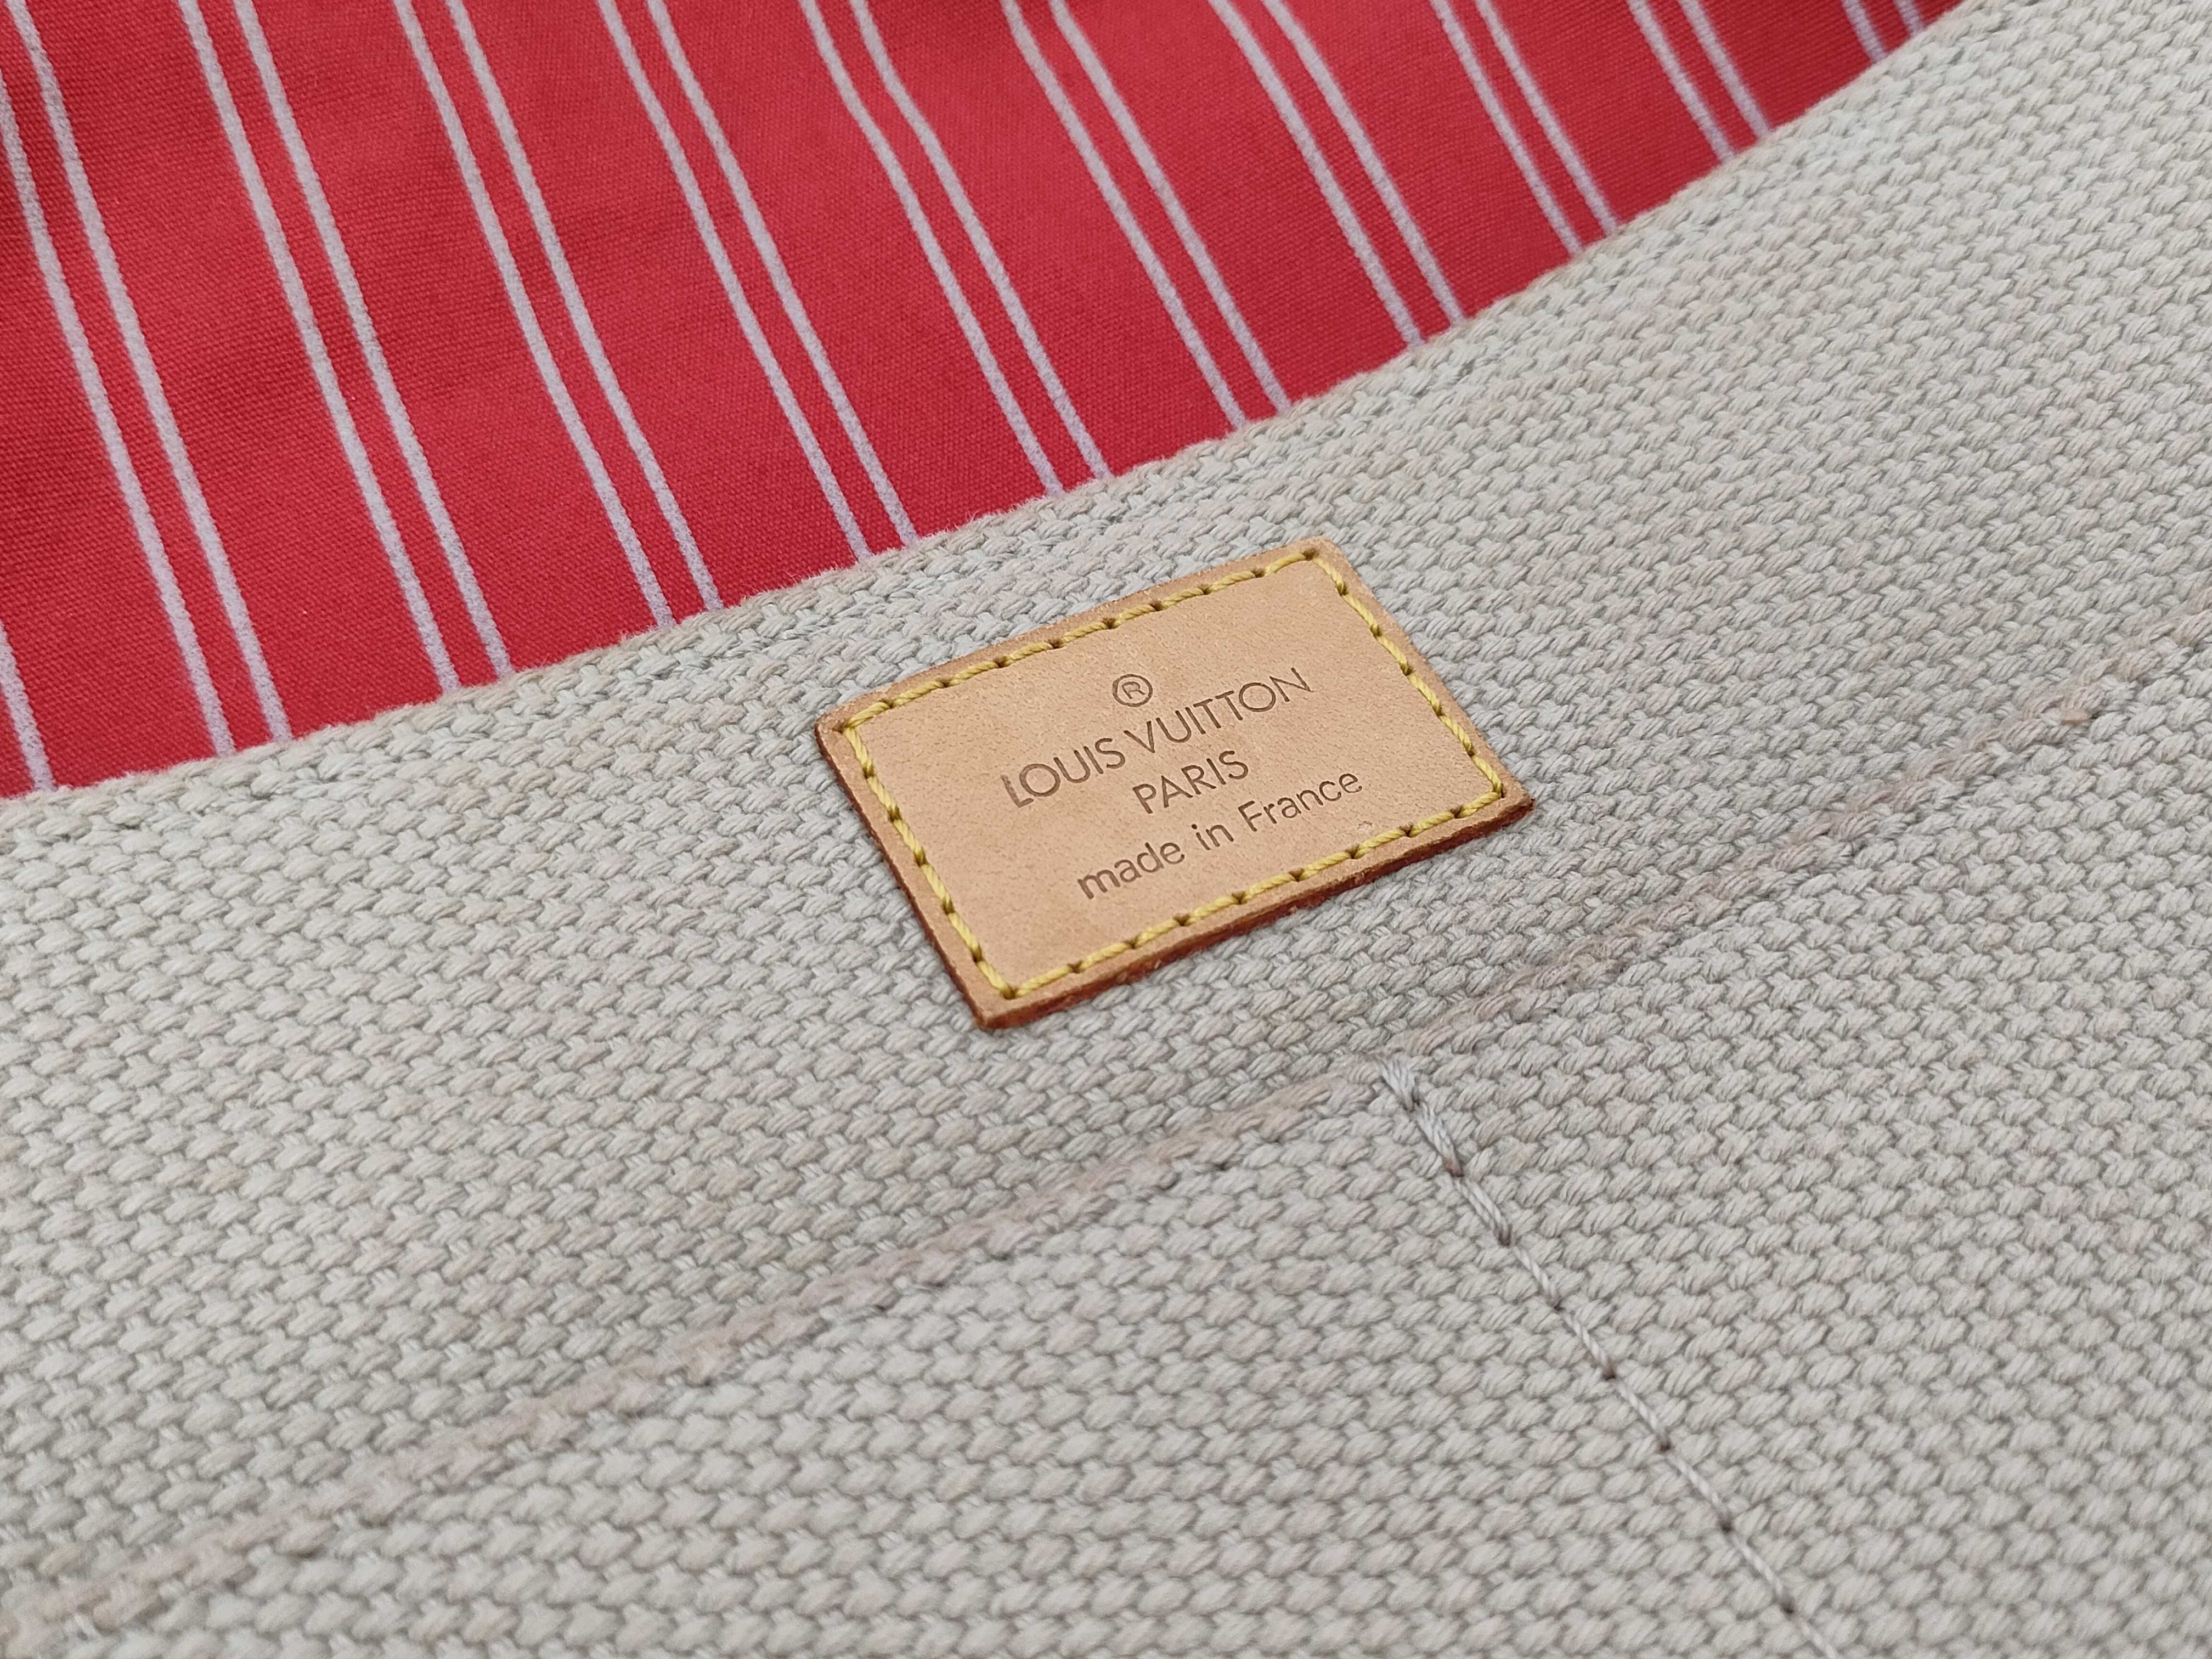 ®
LOUIS VUITTON
PARIS
made in France